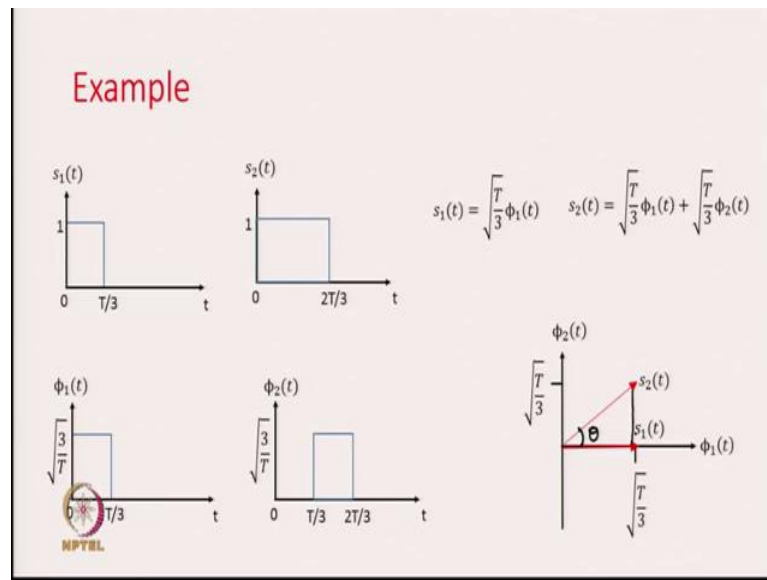 Example
s₁(t)
1
0 T/3 t
s₂(t)
1
0 2T/3 t
s₁(t) = √(T/3) ϕ₁(t) s₂(t) = √(T/3) ϕ₁(t) + √(T/3) ϕ₂(t)
ϕ₁(t)
√(3/T)
0 T/3 t
ϕ₂(t)
√(3/T)
0 T/3 2T/3 t
ϕ₂(t)
√(T/3)
s₂(t)
θ s₁(t)
ϕ₁(t)
√(T/3)
NPTEL